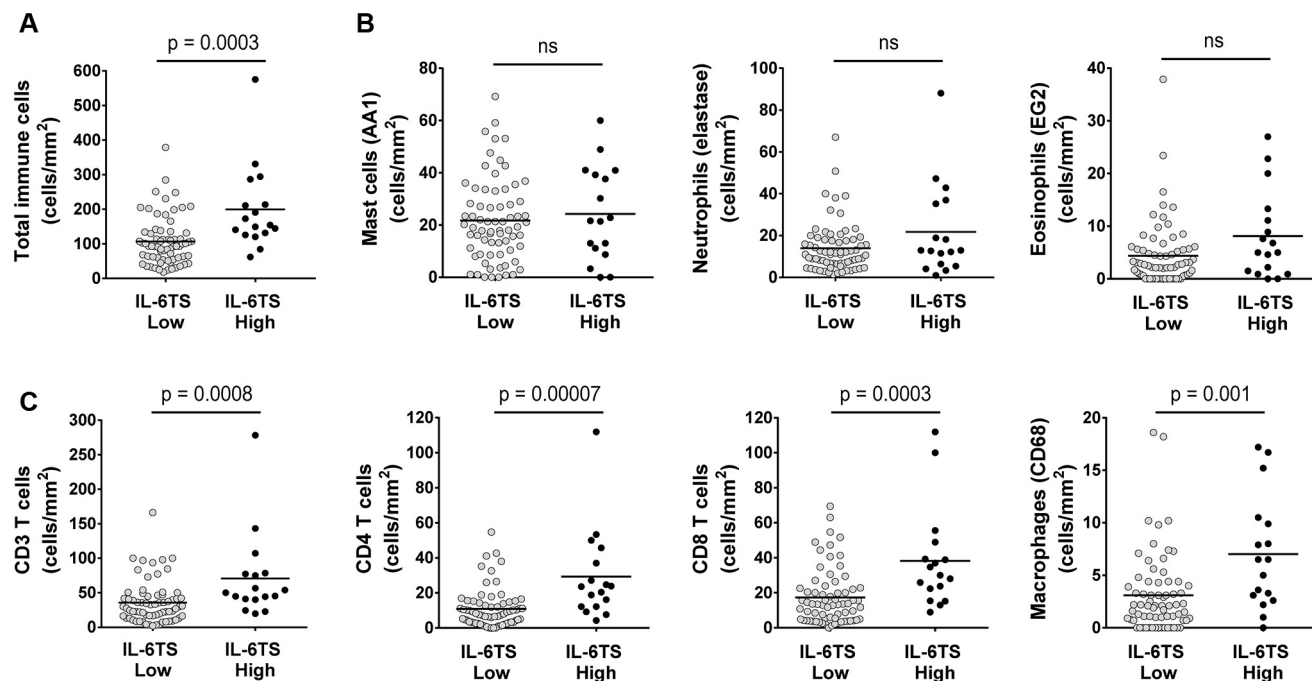 A
p = 0.0003
Total immune cells
(cells/mm²)
600
500
400
300
200
100
0
IL-6TS
Low
IL-6TS
High
B
ns
Mast cells (AA1)
(cells/mm²)
80
60
40
20
0
IL-6TS
Low
IL-6TS
High
ns
Neutrophils (elastase)
(cells/mm²)
100
80
60
40
20
0
IL-6TS
Low
IL-6TS
High
ns
Eosinophils (EG2)
(cells/mm²)
40
30
20
10
0
IL-6TS
Low
IL-6TS
High
C
p = 0.0008
CD3 T cells
(cells/mm²)
300
250
200
150
100
50
0
IL-6TS
Low
IL-6TS
High
p = 0.00007
CD4 T cells
(cells/mm²)
120
100
80
60
40
20
0
IL-6TS
Low
IL-6TS
High
p = 0.0003
CD8 T cells
(cells/mm²)
120
100
80
60
40
20
0
IL-6TS
Low
IL-6TS
High
p = 0.001
Macrophages (CD68)
(cells/mm²)
20
15
10
5
0
IL-6TS
Low
IL-6TS
High